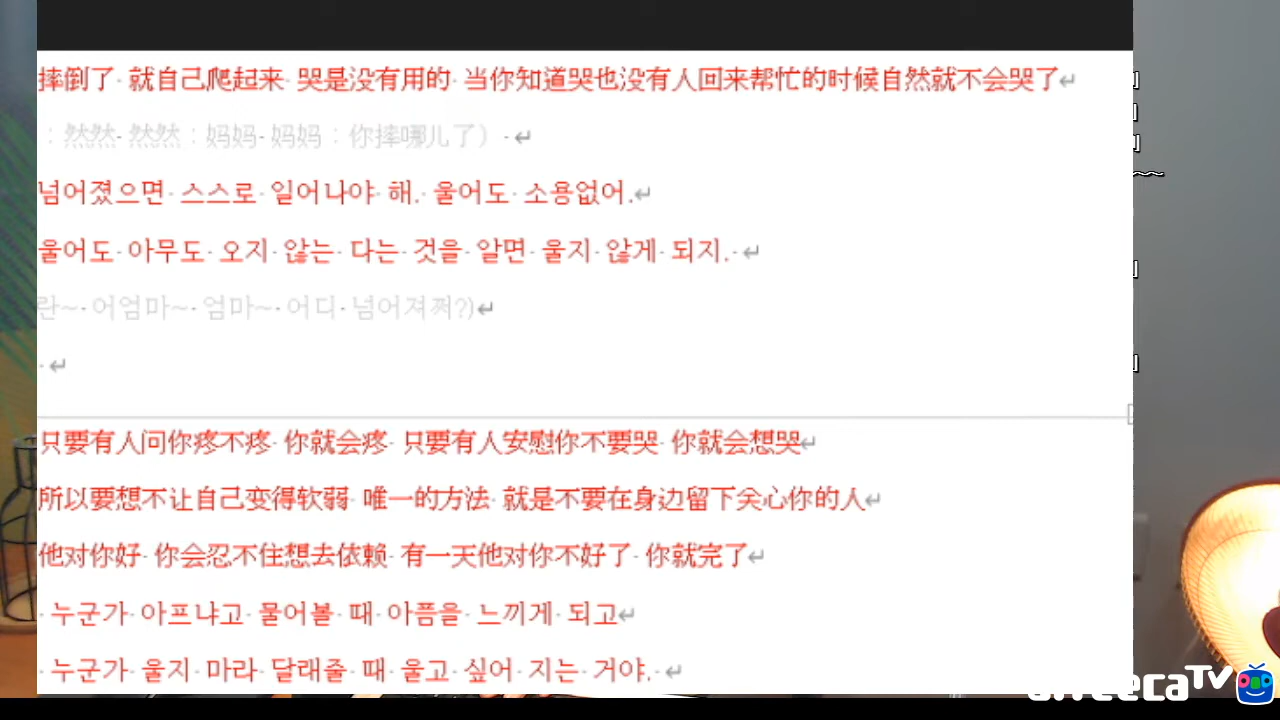 摔倒了 就自己爬起来 哭是没有用的 当你知道哭也没有人回来帮忙的时候自然就不会哭了
：然然 然然：妈妈 妈妈：你摔哪儿了）
넘어졌으면 스스로 일어나야 해. 울어도 소용없어.
울어도 아무도 오지 않는 다는 것을 알면 울지 않게 되지.
란~ 어엄마~ 엄마~ 어디 넘어져쪄?)
只要有人问你疼不疼 你就会疼 只要有人安慰你不要哭 你就会想哭
所以要想不让自己变得软弱 唯一的方法 就是不要在身边留下关心你的人
他对你好 你会忍不住想去依赖 有一天他对你不好了 你就完了
누군가 아프냐고 물어볼 때 아픔을 느끼게 되고
누군가 울지 마라 달래줄 때 울고 싶어 지는 거야.
TV